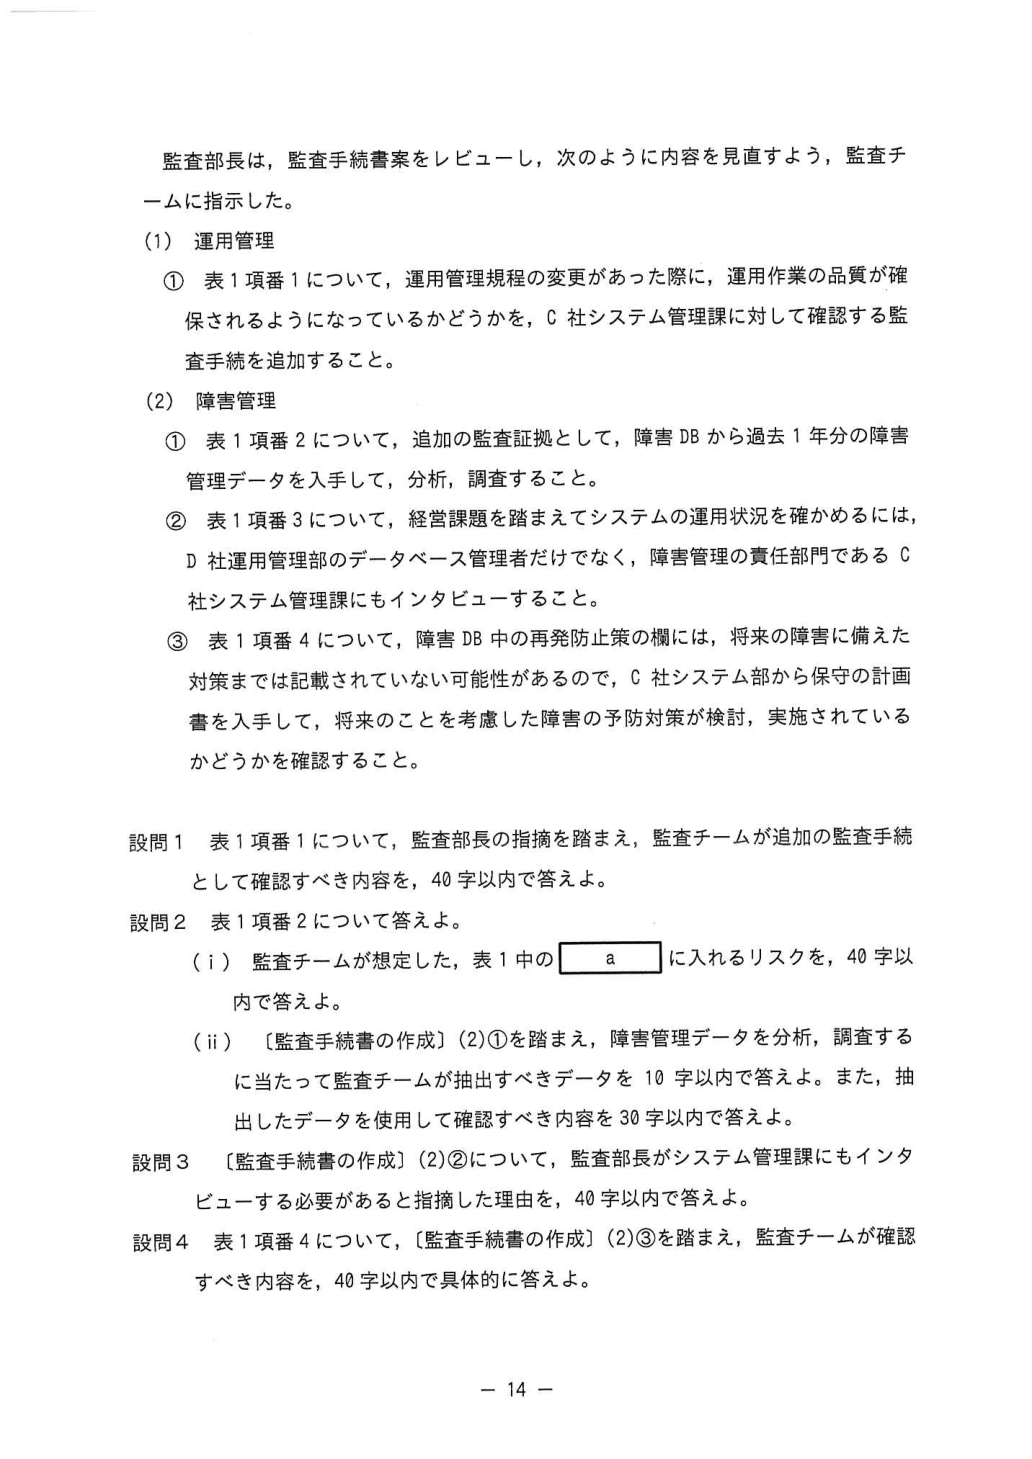 監査部長は，監査手続書案をレビューし，次のように内容を見直すよう，監査チ
ームに指示した。
(1) 運用管理
① 表1項番1について，運用管理規程の変更があった際に，運用作業の品質が確
保されるようになっているかどうかを，C 社システム管理課に対して確認する監
査手続を追加すること。
(2) 障害管理
① 表1項番2について，追加の監査証拠として，障害 DB から過去1年分の障害
管理データを入手して，分析，調査すること。
② 表1項番3について，経営課題を踏まえてシステムの運用状況を確かめるには，
D 社運用管理部のデータベース管理者だけでなく，障害管理の責任部門である C
社システム管理課にもインタビューすること。
③ 表1項番4について，障害 DB 中の再発防止策の欄には，将来の障害に備えた
対策までは記載されていない可能性があるので，C 社システム部から保守の計画
書を入手して，将来のことを考慮した障害の予防対策が検討，実施されている
かどうかを確認すること。
設問1 表1項番1について，監査部長の指摘を踏まえ，監査チームが追加の監査手続
として確認すべき内容を，40 字以内で答えよ。
設問2 表1項番2について答えよ。
(ⅰ) 監査チームが想定した，表1中の a に入れるリスクを，40 字以
内で答えよ。
(ⅱ) 〔監査手続書の作成〕(2)①を踏まえ，障害管理データを分析，調査する
に当たって監査チームが抽出すべきデータを 10 字以内で答えよ。また，抽
出したデータを使用して確認すべき内容を 30 字以内で答えよ。
設問3 〔監査手続書の作成〕(2)②について，監査部長がシステム管理課にもインタ
ビューする必要があると指摘した理由を，40 字以内で答えよ。
設問4 表1項番4について，〔監査手続書の作成〕(2)③を踏まえ，監査チームが確認
すべき内容を，40 字以内で具体的に答えよ。
－ 14 －